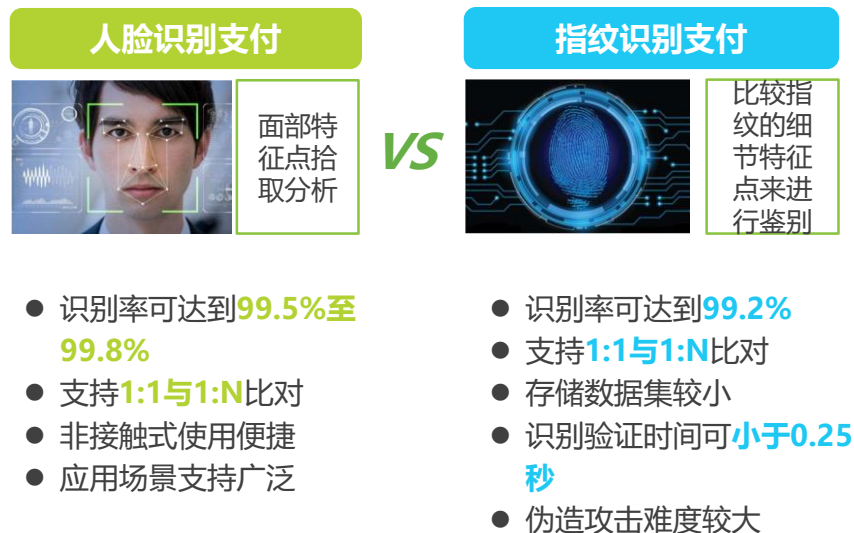 人脸识别支付
面部特
征点拾
取分析
VS
指纹识别支付
比较指
纹的细
节特征
点来进
行鉴别
● 识别率可达到99.5%至
99.8%
● 支持1:1与1:N比对
● 非接触式使用便捷
● 应用场景支持广泛
● 识别率可达到99.2%
● 支持1:1与1:N比对
● 存储数据集较小
● 识别验证时间可小于0.25
秒
● 伪造攻击难度较大